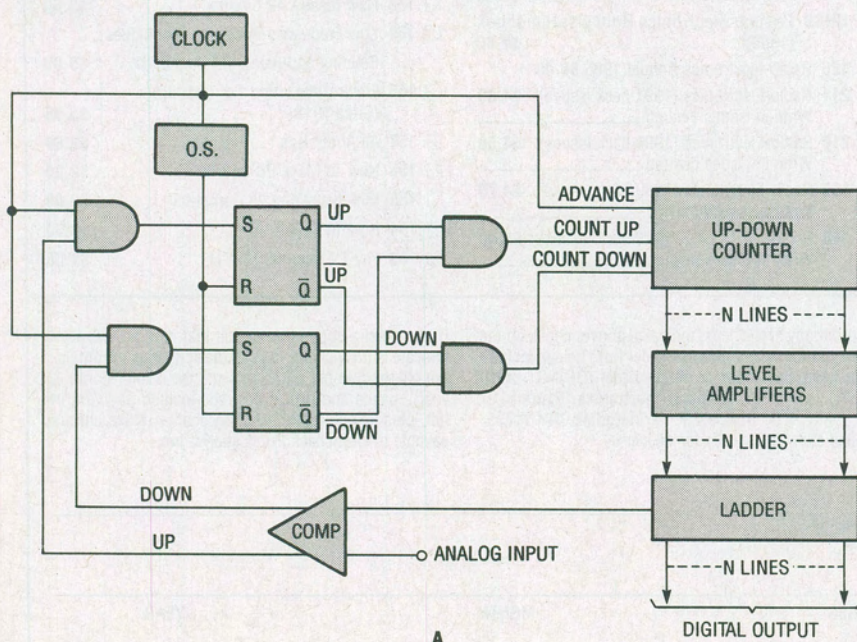 CLOCK
O.S.
ADVANCE
S Q UP
COUNT UP
UP-DOWN
COUNTER
COUNT DOWN
R Q̅ UP
N LINES
S Q DOWN
LEVEL
AMPLIFIERS
R Q̅ D̅O̅W̅N̅
N LINES
DOWN
COMP
LADDER
UP
ANALOG INPUT
N LINES
DIGITAL OUTPUT
A